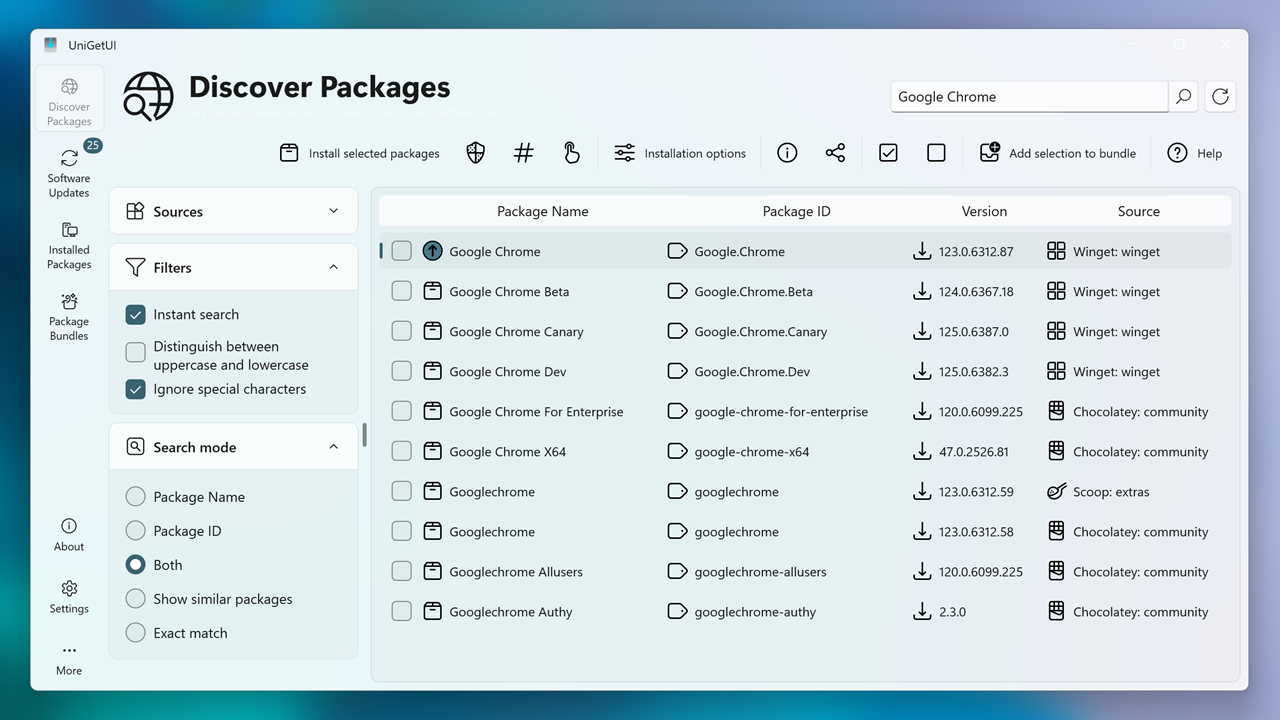 UniGetUI
Discover Packages
Google Chrome
Discover
Packages
25
Software
Updates
Installed
Packages
Package
Bundles
About
Settings
More
Install selected packages
Installation options
Add selection to bundle
Help
Sources
Filters
Instant search
Distinguish between
uppercase and lowercase
Ignore special characters
Search mode
Package Name
Package ID
Both
Show similar packages
Exact match
Package Name Package ID Version Source
Google Chrome Google.Chrome 123.0.6312.87 Winget: winget
Google Chrome Beta Google.Chrome.Beta 124.0.6367.18 Winget: winget
Google Chrome Canary Google.Chrome.Canary 125.0.6387.0 Winget: winget
Google Chrome Dev Google.Chrome.Dev 125.0.6382.3 Winget: winget
Google Chrome For Enterprise google-chrome-for-enterprise 120.0.6099.225 Chocolatey: community
Google Chrome X64 google-chrome-x64 47.0.2526.81 Chocolatey: community
Googlechrome googlechrome 123.0.6312.59 Scoop: extras
Googlechrome googlechrome 123.0.6312.58 Chocolatey: community
Googlechrome Allusers googlechrome-allusers 120.0.6099.225 Chocolatey: community
Googlechrome Authy googlechrome-authy 2.3.0 Chocolatey: community